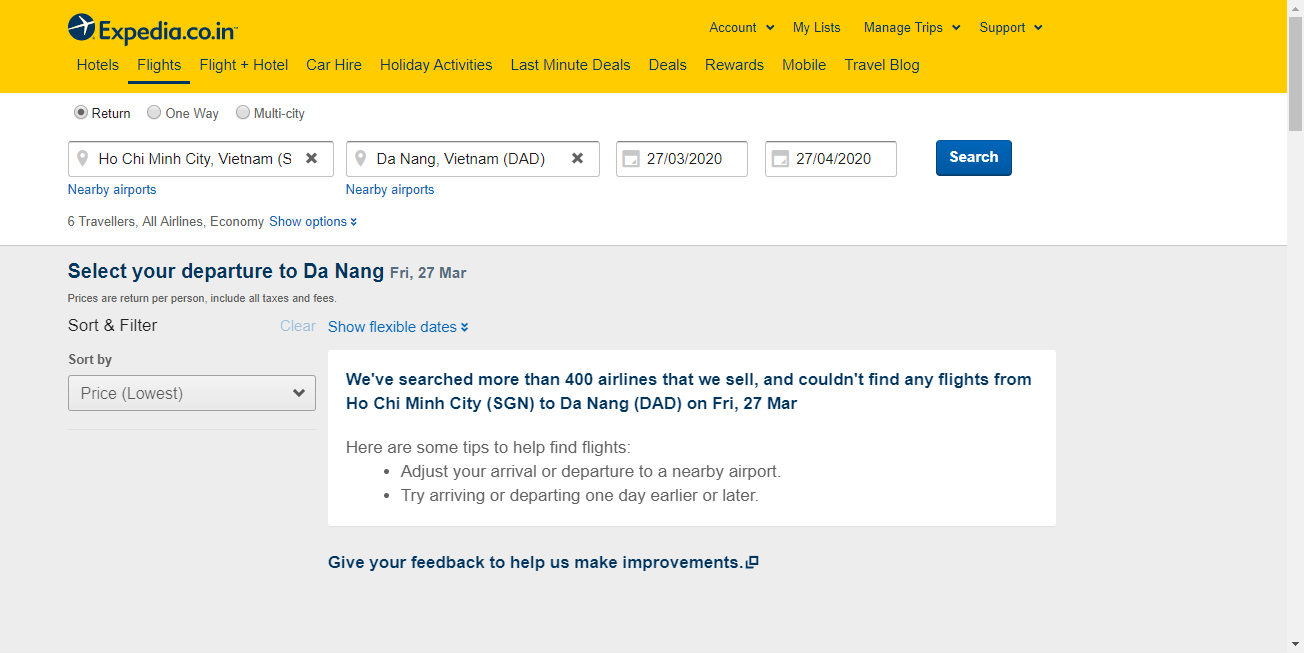 Expedia.co.in
Account My Lists Manage Trips Support
Hotels Flights Flight + Hotel Car Hire Holiday Activities Last Minute Deals Deals Rewards Mobile Travel Blog
Return One Way Multi-city
Ho Chi Minh City, Vietnam (S Da Nang, Vietnam (DAD) 27/03/2020 27/04/2020 Search
Nearby airports Nearby airports
6 Travellers, All Airlines, Economy Show options
Select your departure to Da Nang Fri, 27 Mar
Prices are return per person, include all taxes and fees.
Sort & Filter Clear Show flexible dates
Sort by
Price (Lowest)
We've searched more than 400 airlines that we sell, and couldn't find any flights from
Ho Chi Minh City (SGN) to Da Nang (DAD) on Fri, 27 Mar
Here are some tips to help find flights:
• Adjust your arrival or departure to a nearby airport.
• Try arriving or departing one day earlier or later.
Give your feedback to help us make improvements.